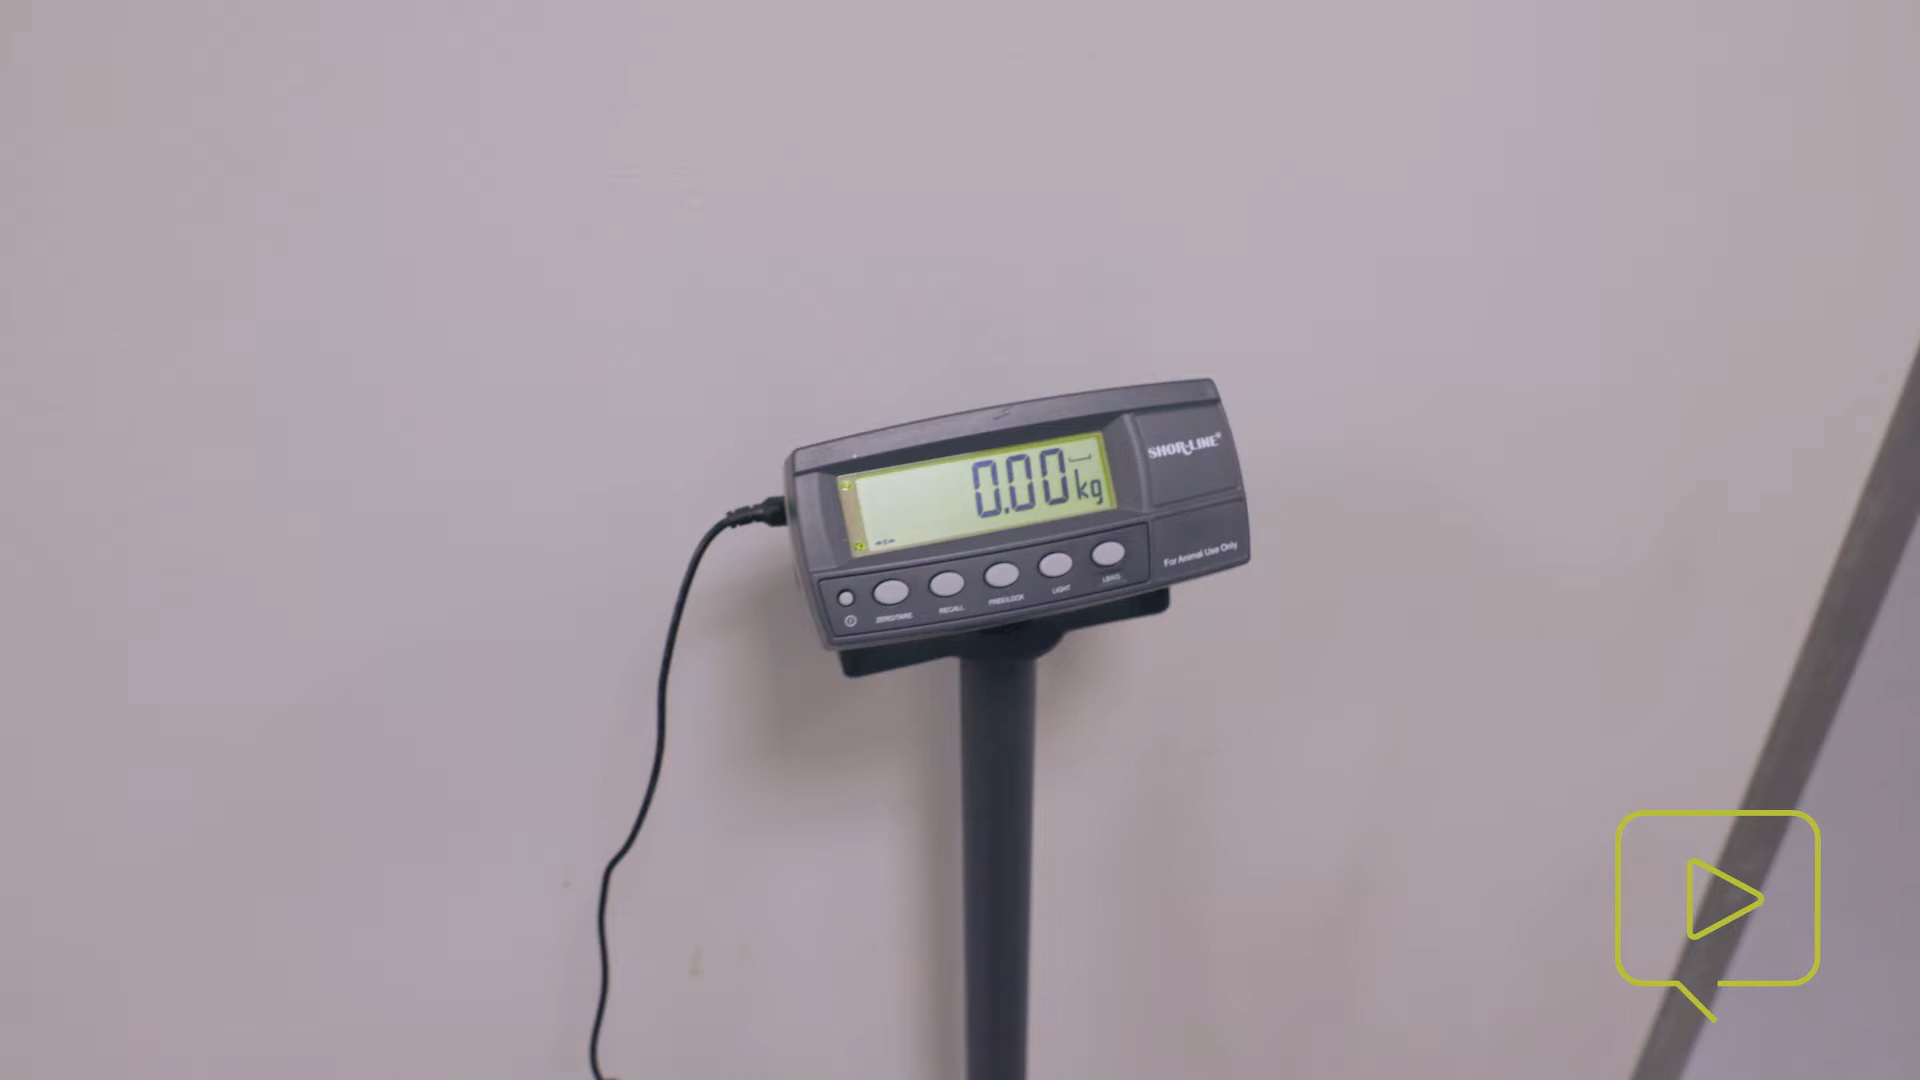 0.00 kg
SHOR-LINE®
For Animal Use Only
ZERO/TARE
RECALL
FREE/LOCK
LIGHT
LB/KG